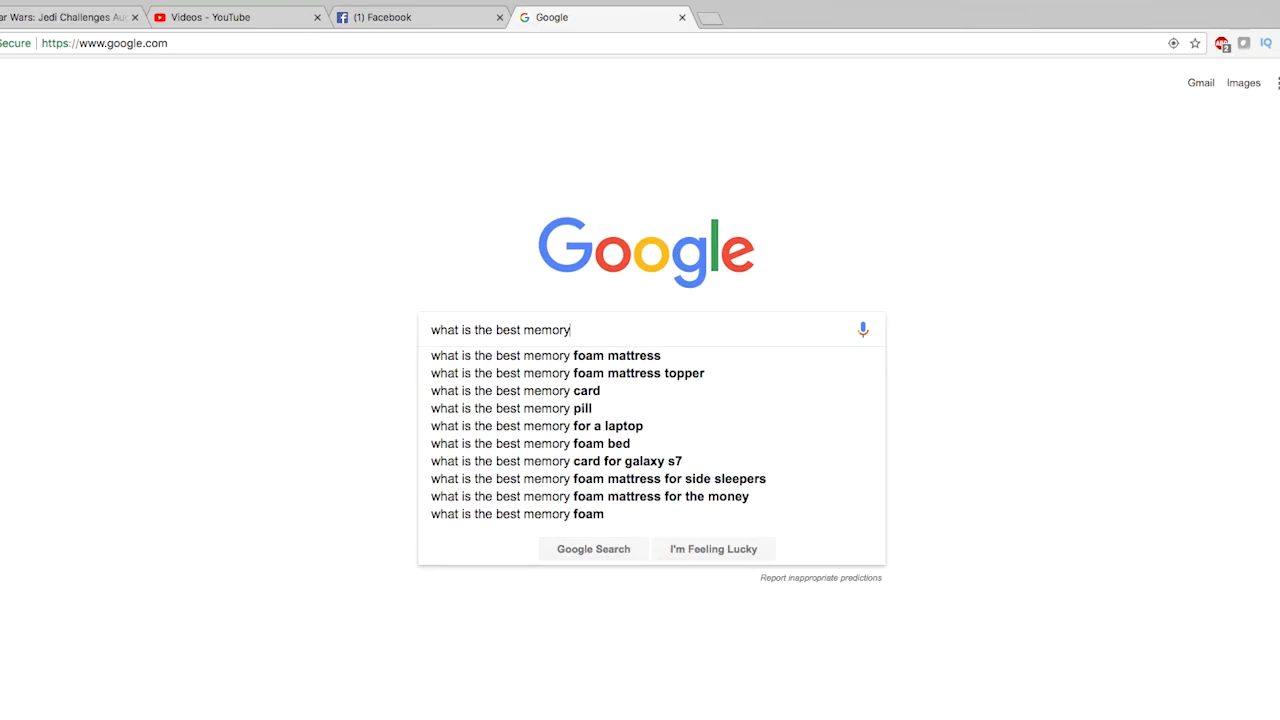 ar Wars: Jedi Challenges Au
Videos - YouTube
(1) Facebook
Google
Secure
https://www.google.com
2
IQ
Gmail
Images
Google
what is the best memory
what is the best memory foam mattress
what is the best memory foam mattress topper
what is the best memory card
what is the best memory pill
what is the best memory for a laptop
what is the best memory foam bed
what is the best memory card for galaxy s7
what is the best memory foam mattress for side sleepers
what is the best memory foam mattress for the money
what is the best memory foam
Google Search
I'm Feeling Lucky
Report inappropriate predictions